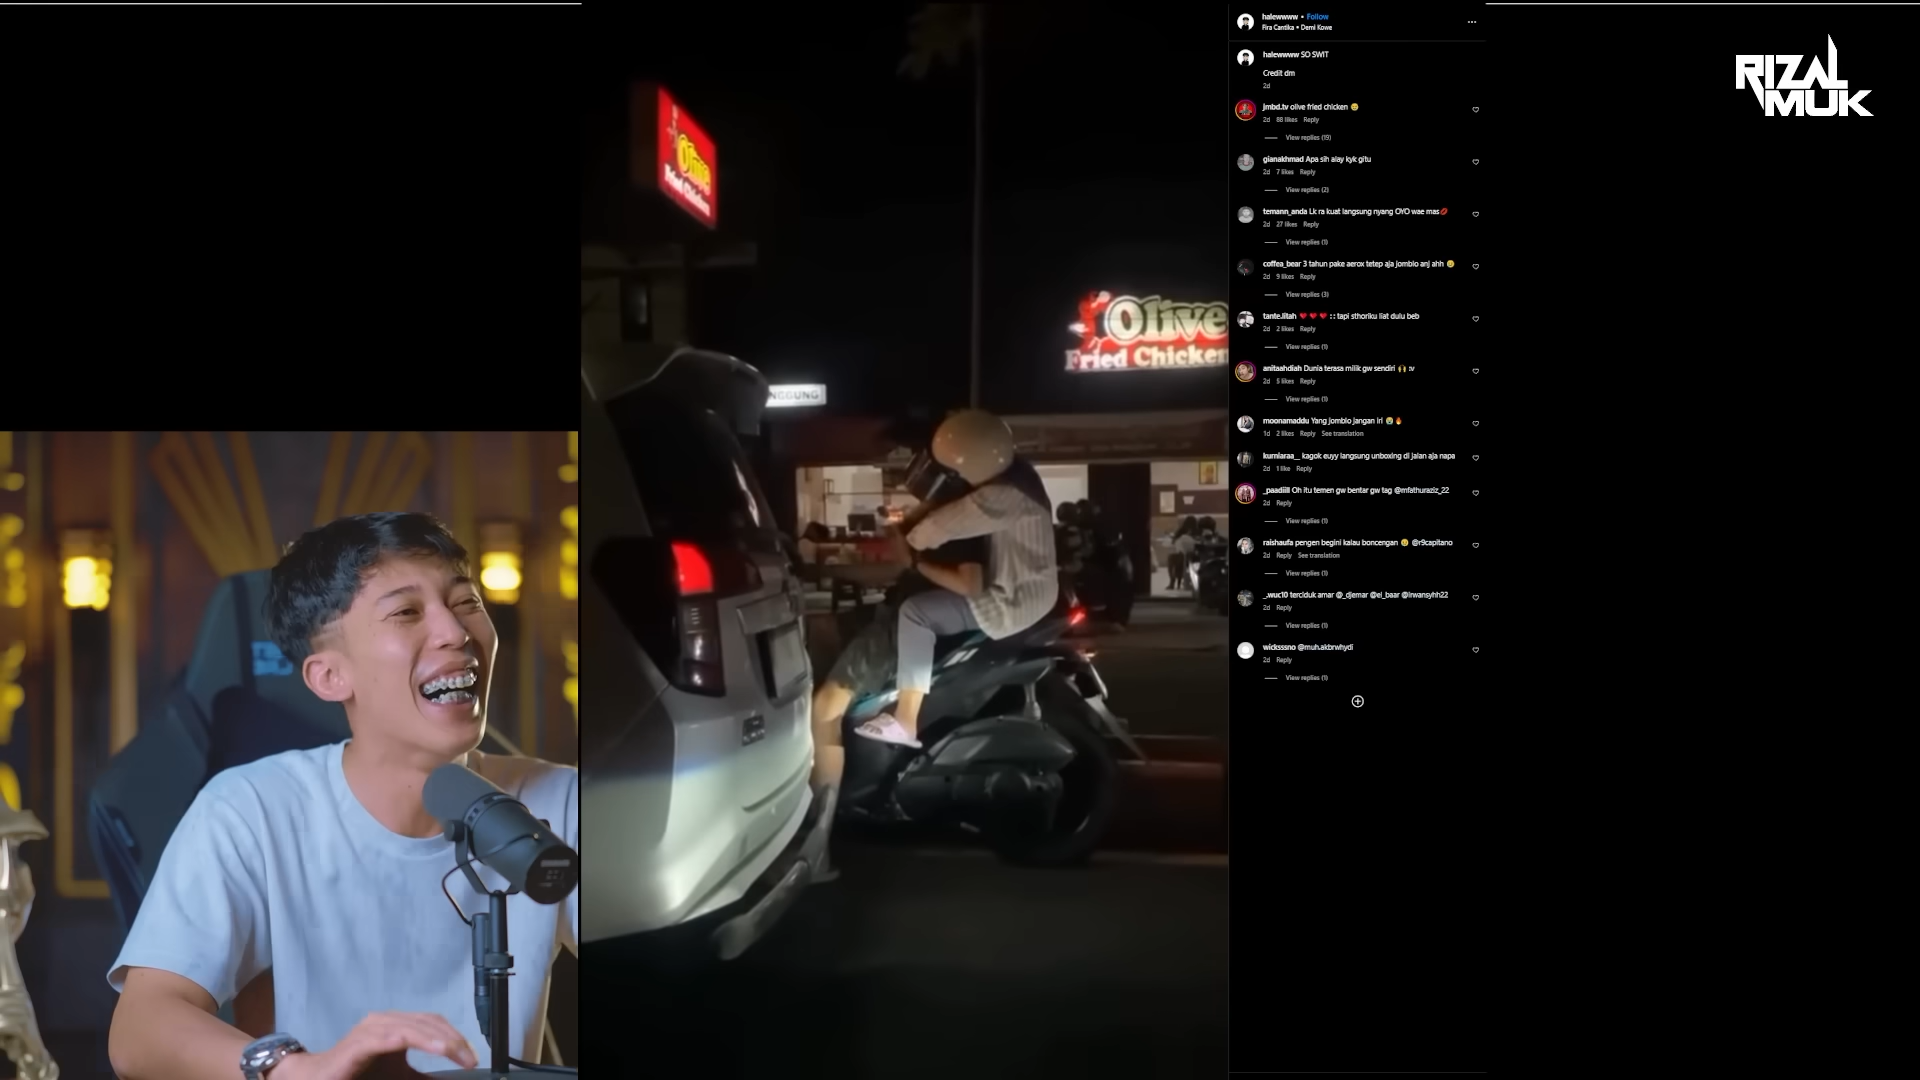 Olive
Fried Chicken
NGGUNG
Olive
Fried Chicken
halewwww • Follow
Fira Cantika • Demi Kowe
halewwww SO SWIT
Credit dm
2d
jmbd.tv olive fried chicken 😢
2d 88 likes Reply
View replies (19)
gianakhmad Apa sih alay kyk gitu
2d 7 likes Reply
View replies (2)
temann_anda Lk ra kuat langsung nyang OYO wae mas💋
2d 27 likes Reply
View replies (1)
coffea_bear 3 tahun pake aerox tetep aja jomblo anj ahh 😢
2d 9 likes Reply
View replies (3)
tante.litah ❤️ ❤️ ❤️ : : tapi sthoriku liat dulu beb
2d 2 likes Reply
View replies (1)
anitaahdiah Dunia terasa milik gw sendiri 🙌 :v
2d 5 likes Reply
View replies (1)
moonamaddu Yang jomblo jangan iri 😭🔥
1d 2 likes Reply See translation
kurniaraa__ kagok euyy langsung unboxing di jalan aja napa
2d 1 like Reply
_paadiill Oh itu temen gw bentar gw tag @mfathuraziz_22
2d Reply
View replies (1)
raishaufa pengen begini kalau boncengan 😢 @r9capitano
2d Reply See translation
View replies (1)
_.wuc10 terciduk amar @_djemar @ei_baar @irwansyhh22
2d Reply
View replies (1)
wicksssno @muh.akbrwhydi
2d Reply
View replies (1)
RIZAL
MUK